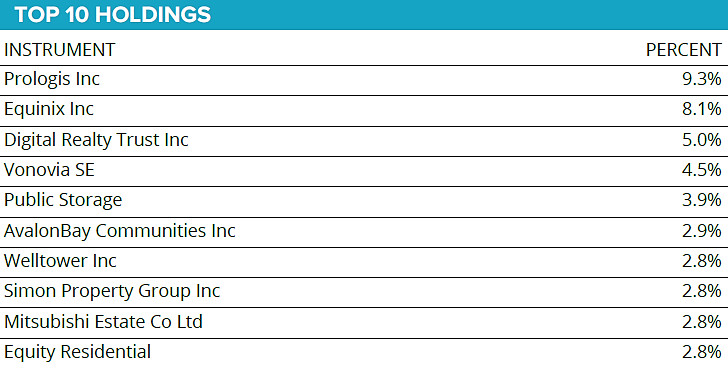 TOP 10 HOLDINGS
INSTRUMENT PERCENT
Prologis Inc 9.3%
Equinix Inc 8.1%
Digital Realty Trust Inc 5.0%
Vonovia SE 4.5%
Public Storage 3.9%
AvalonBay Communities Inc 2.9%
Welltower Inc 2.8%
Simon Property Group Inc 2.8%
Mitsubishi Estate Co Ltd 2.8%
Equity Residential 2.8%